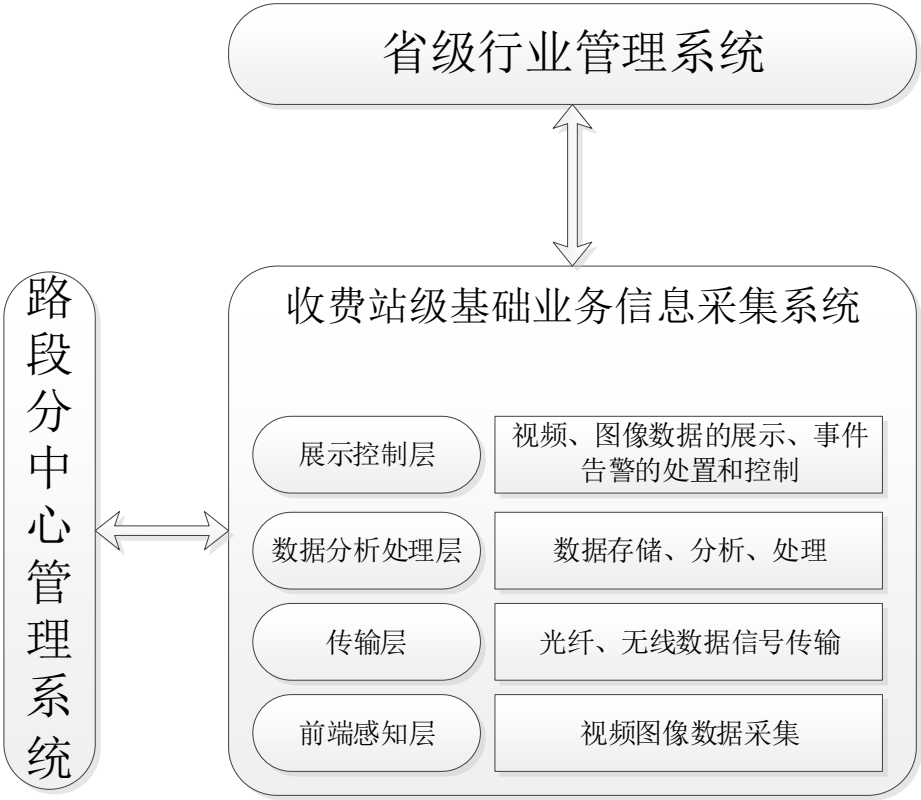 省级行业管理系统
路段分中心管理系统
收费站级基础业务信息采集系统
展示控制层
视频、图像数据的展示、事件
告警的处置和控制
数据分析处理层
数据存储、分析、处理
传输层
光纤、无线数据信号传输
前端感知层
视频图像数据采集